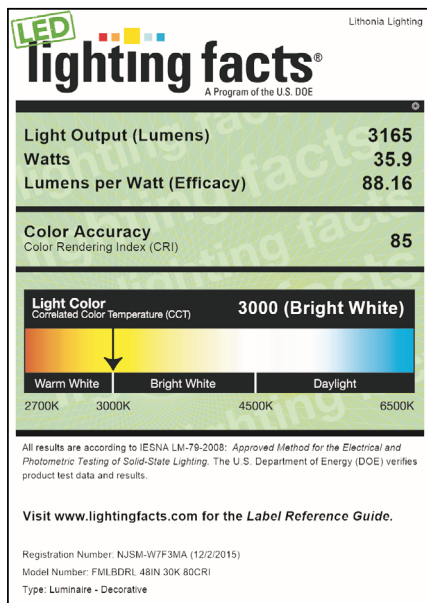 Lithonia Lighting
LED
lighting facts®
A Program of the U.S. DOE
Light Output (Lumens) 3165
Watts 35.9
Lumens per Watt (Efficacy) 88.16
Color Accuracy
Color Rendering Index (CRI) 85
Light Color
Correlated Color Temperature (CCT) 3000 (Bright White)
Warm White Bright White Daylight
2700K 3000K 4500K 6500K
All results are according to IESNA LM-79-2008: Approved Method for the Electrical and
Photometric Testing of Solid-State Lighting. The U.S. Department of Energy (DOE) verifies
product test data and results.
Visit www.lightingfacts.com for the Label Reference Guide.
Registration Number: NJSM-W7F3MA (12/2/2015)
Model Number: FMLBDRL 48IN 30K 80CRI
Type: Luminaire - Decorative